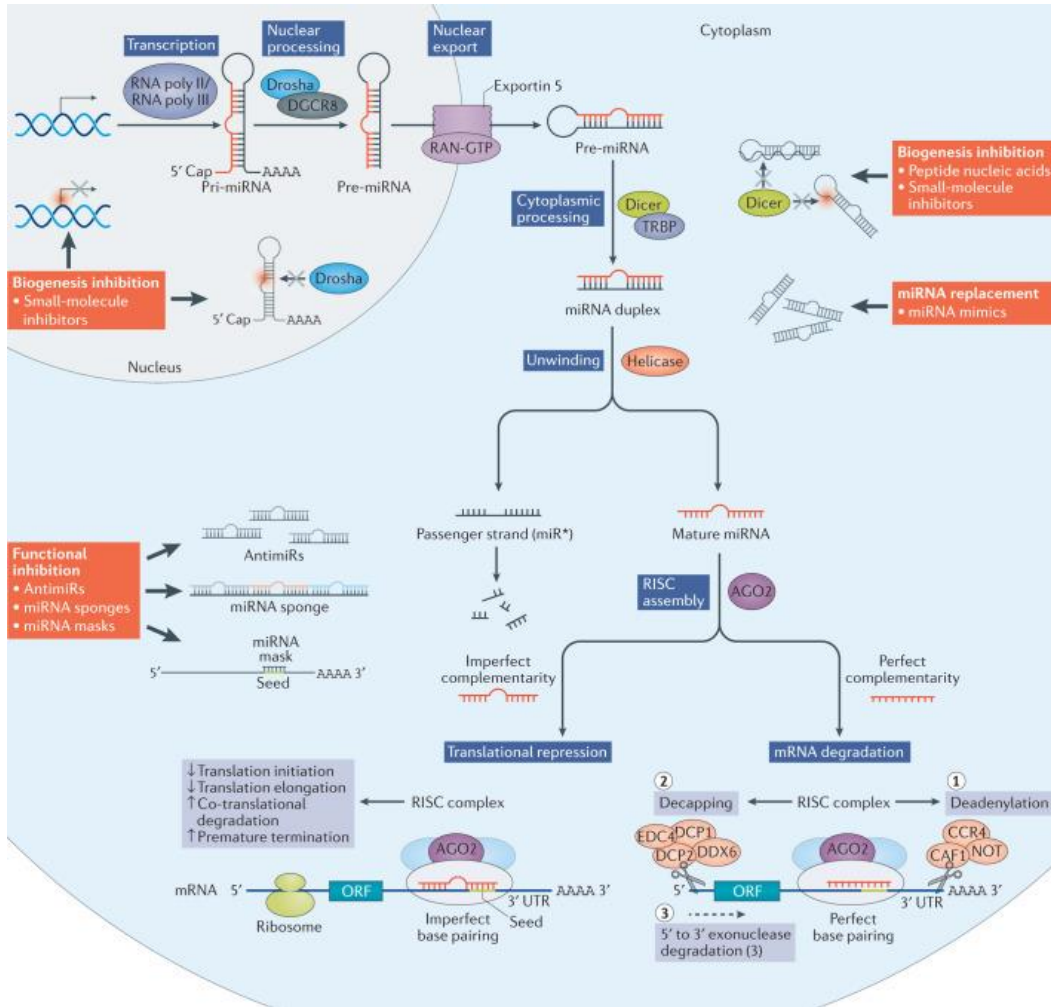 Cytoplasm
Transcription
Nuclear
processing
Nuclear
export
RNA poly II/
RNA poly III
Drosha
DGCR8
Exportin 5
RAN-GTP
5′ Cap
AAAA
Pri-miRNA
Pre-miRNA
Pre-miRNA
Biogenesis inhibition
• Peptide nucleic acids
• Small-molecule
inhibitors
Dicer
Cytoplasmic
processing
Dicer
TRBP
Biogenesis inhibition
• Small-molecule
inhibitors
Drosha
5′ Cap
AAAA
Nucleus
miRNA duplex
miRNA replacement
• miRNA mimics
Unwinding
Helicase
Passenger strand (miR*)
Mature miRNA
Functional
inhibition
• AntimiRs
• miRNA sponges
• miRNA masks
AntimiRs
miRNA sponge
miRNA
mask
5′
AAAA 3′
Seed
RISC
assembly
AGO2
Imperfect
complementarity
Perfect
complementarity
Translational repression
mRNA degradation
↓ Translation initiation
↓ Translation elongation
↑ Co-translational
degradation
↑ Premature termination
RISC complex
2
Decapping
RISC complex
1
Deadenylation
AGO2
EDC4
DCP1
DCP2
DDX6
AGO2
CCR4
CAF1
NOT
mRNA 5′
ORF
AAAA 3′
3′ UTR
Ribosome
Imperfect
base pairing
Seed
5′
ORF
AAAA 3′
3′ UTR
Perfect
base pairing
3
5′ to 3′ exonuclease
degradation (3)